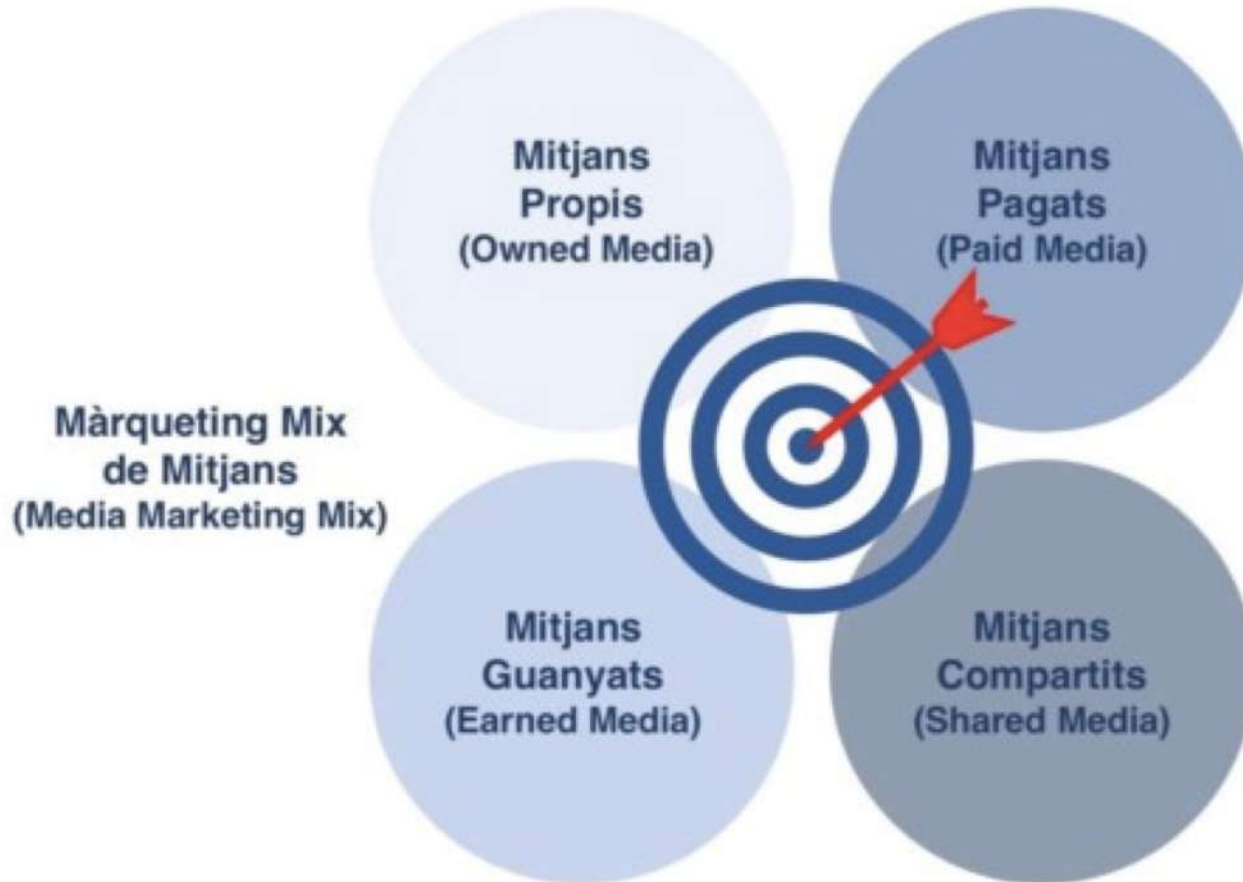 Mitjans
Propis
(Owned Media)
Mitjans
Pagats
(Paid Media)
Màrqueting Mix
de Mitjans
(Media Marketing Mix)
Mitjans
Guanyats
(Earned Media)
Mitjans
Compartits
(Shared Media)